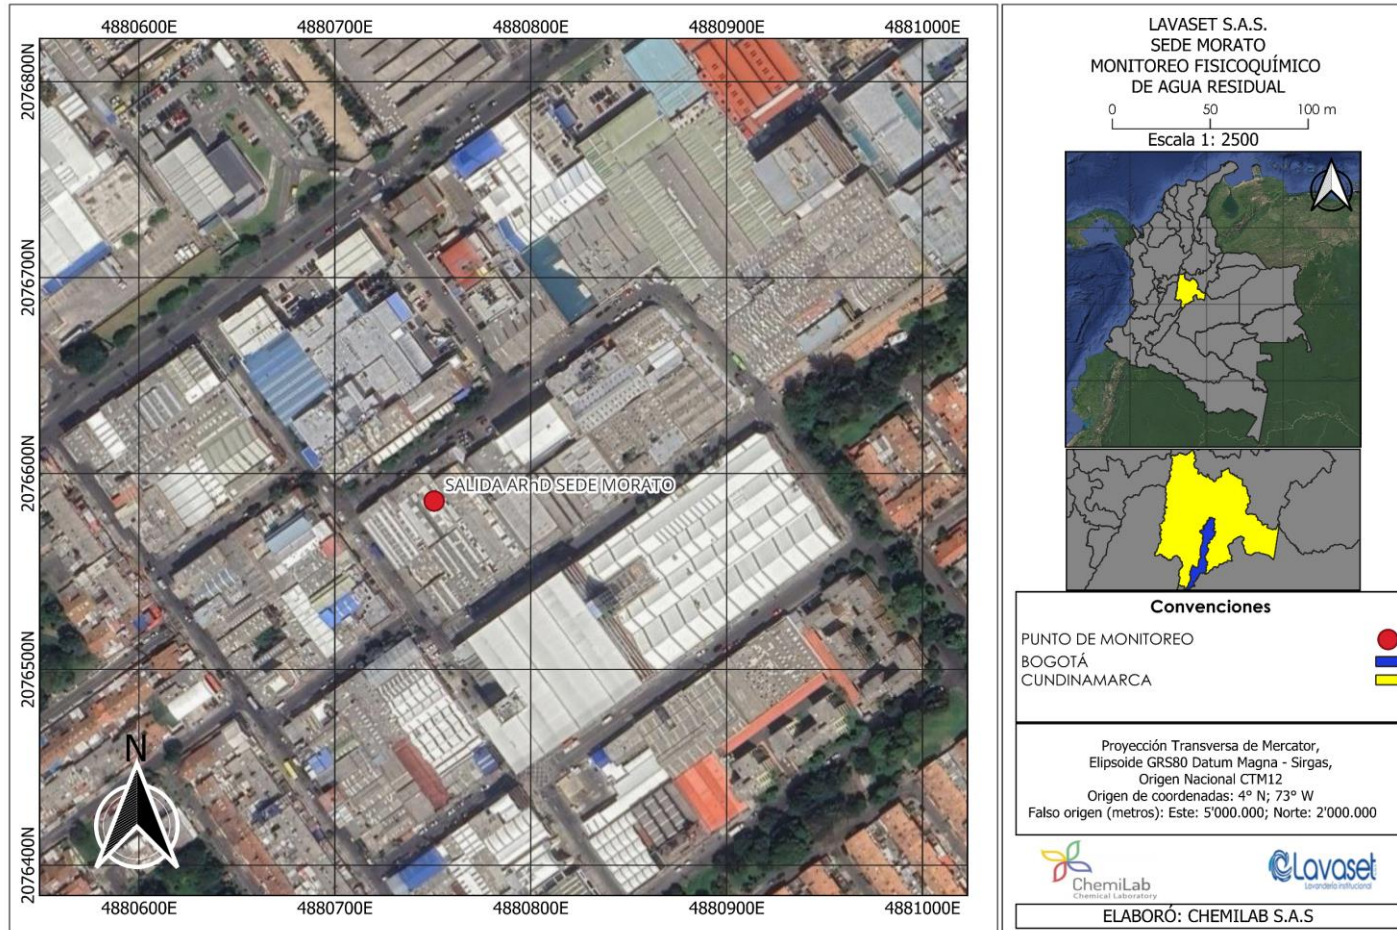 4880600E
4880700E
4880800E
4880900E
4881000E
2076800N
2076700N
2076600N
2076500N
2076400N
SALIDA ARnD SEDE MORATO
N
4880600E
4880700E
4880800E
4880900E
4881000E
LAVASET S.A.S.
SEDE MORATO
MONITOREO FISICOQUÍMICO
DE AGUA RESIDUAL
0 50 100 m
Escala 1: 2500
Convenciones
PUNTO DE MONITOREO
BOGOTÁ
CUNDINAMARCA
Proyección Transversa de Mercator,
Elipsoide GRS80 Datum Magna - Sirgas,
Origen Nacional CTM12
Origen de coordenadas: 4° N; 73° W
Falso origen (metros): Este: 5'000.000; Norte: 2'000.000
ChemiLab
Chemical Laboratory
Lavaset
Lavandería Institucional
ELABORÓ: CHEMILAB S.A.S